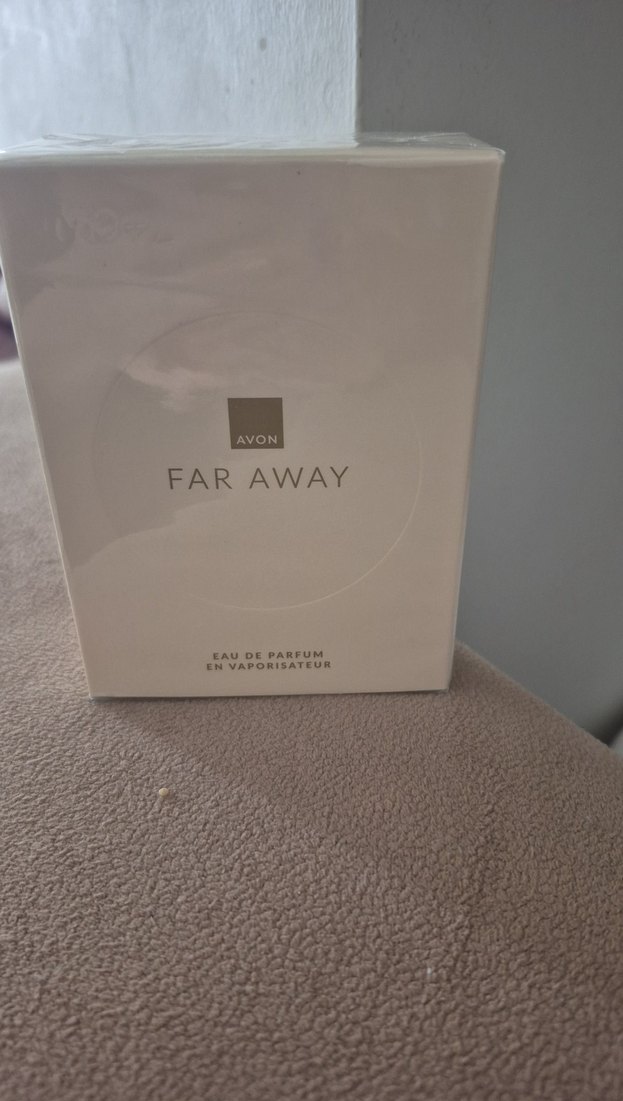 AVON
FAR AWAY
EAU DE PARFUM
EN VAPORISATEUR